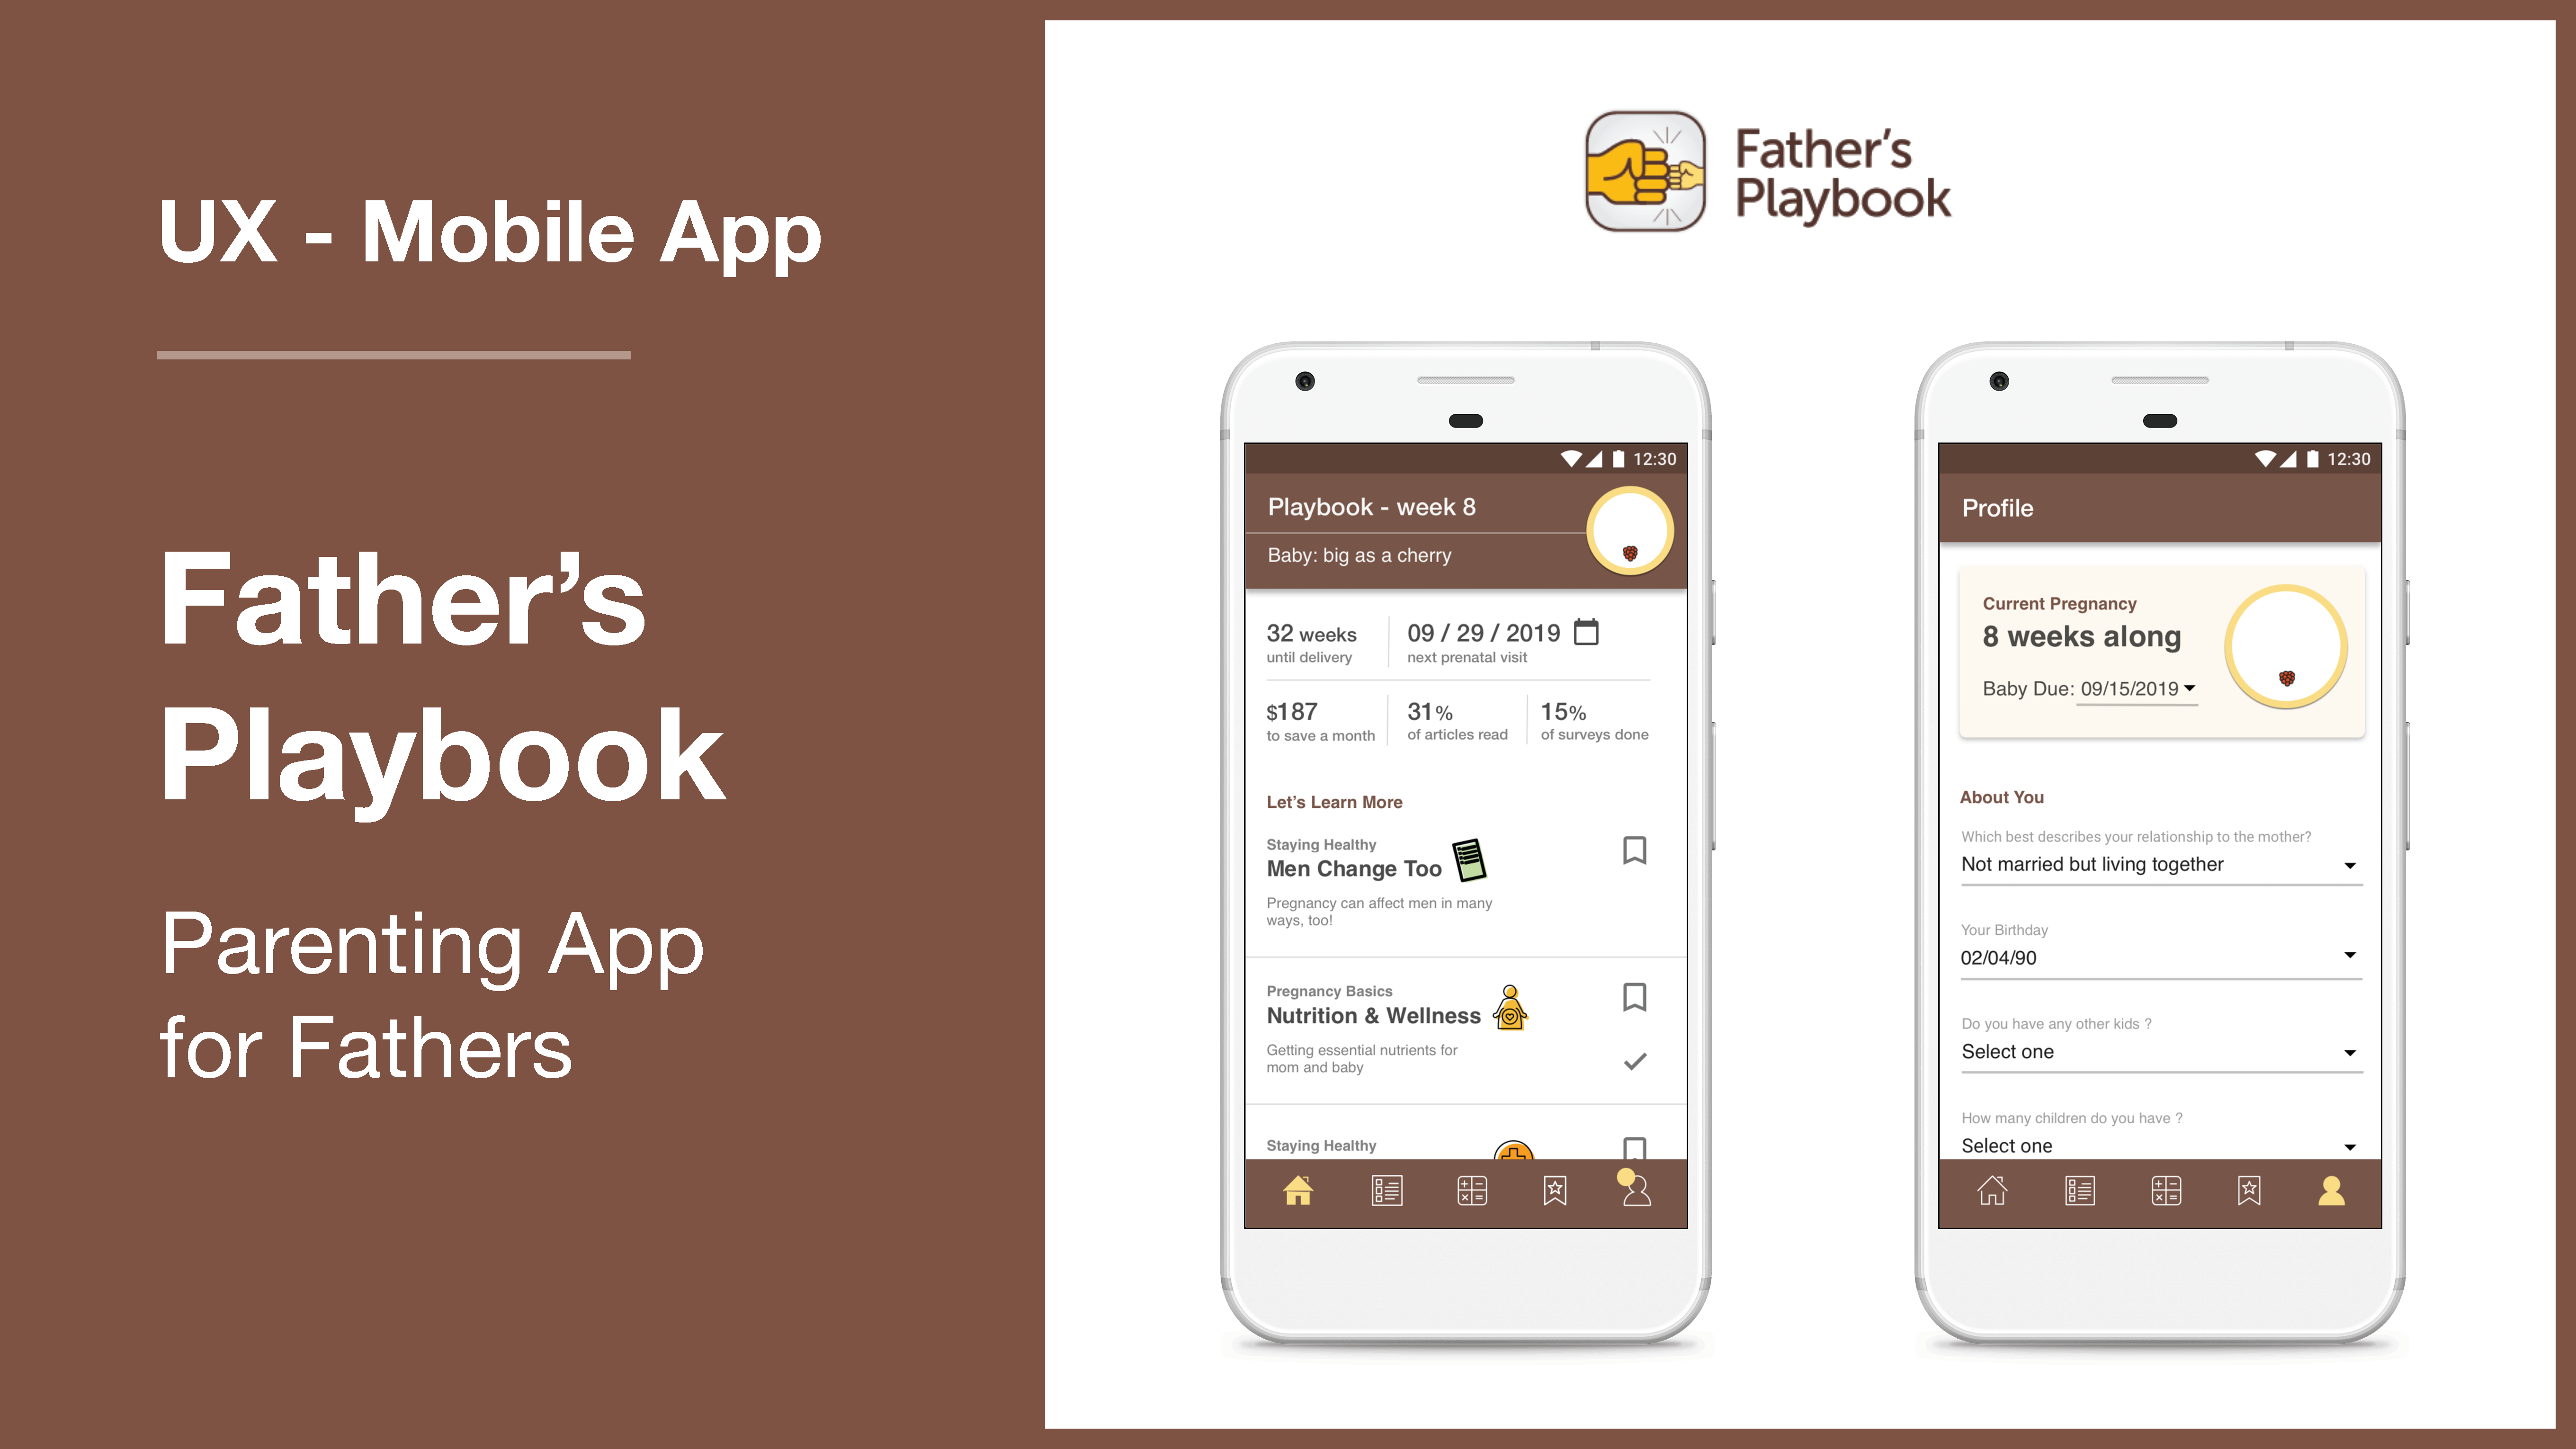 UX - Mobile App
Father’s
Playbook
Parenting App
for Fathers
Father’s
Playbook
12:30
Playbook - week 8
Baby: big as a cherry
32 weeks
until delivery
09 / 29 / 2019
next prenatal visit
$187
to save a month
31%
of articles read
15%
of surveys done
Let’s Learn More
Staying Healthy
Men Change Too
Pregnancy can affect men in many
ways, too!
Pregnancy Basics
Nutrition & Wellness
Getting essential nutrients for
mom and baby
Staying Healthy
12:30
Profile
Current Pregnancy
8 weeks along
Baby Due: 09/15/2019
About You
Which best describes your relationship to the mother?
Not married but living together
Your Birthday
02/04/90
Do you have any other kids ?
Select one
How many children do you have ?
Select one